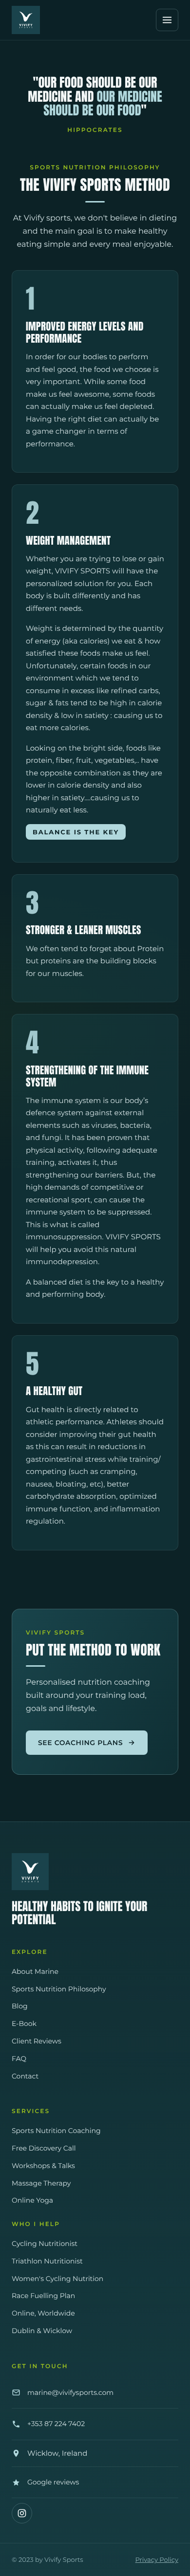 VIVIFY
SPORTS
"OUR FOOD SHOULD BE OUR
MEDICINE AND OUR MEDICINE
SHOULD BE OUR FOOD"
HIPPOCRATES
SPORTS NUTRITION PHILOSOPHY
THE VIVIFY SPORTS METHOD
At Vivify sports, we don't believe in dieting
and the main goal is to make healthy
eating simple and every meal enjoyable.
1
IMPROVED ENERGY LEVELS AND
PERFORMANCE
In order for our bodies to perform
and feel good, the food we choose is
very important. While some food
make us feel awesome, some foods
can actually make us feel depleted.
Having the right diet can actually be
a game changer in terms of
performance.
2
WEIGHT MANAGEMENT
Whether you are trying to lose or gain
weight, VIVIFY SPORTS will have the
personalized solution for you. Each
body is built differently and has
different needs.
Weight is determined by the quantity
of energy (aka calories) we eat & how
satisfied these foods make us feel.
Unfortunately, certain foods in our
environment which we tend to
consume in excess like refined carbs,
sugar & fats tend to be high in calorie
density & low in satiety : causing us to
eat more calories.
Looking on the bright side, foods like
protein, fiber, fruit, vegetables,.. have
the opposite combination as they are
lower in calorie density and also
higher in satiety....causing us to
naturally eat less.
BALANCE IS THE KEY
3
STRONGER & LEANER MUSCLES
We often tend to forget about Protein
but proteins are the building blocks
for our muscles.
4
STRENGTHENING OF THE IMMUNE
SYSTEM
The immune system is our body's
defence system against external
elements such as viruses, bacteria,
and fungi. It has been proven that
physical activity, following adequate
training, activates it, thus
strengthening our barriers. But, the
high demands of competitive or
recreational sport, can cause the
immune system to be suppressed.
This is what is called
immunosuppression. VIVIFY SPORTS
will help you avoid this natural
immunodepression.
A balanced diet is the key to a healthy
and performing body.
5
A HEALTHY GUT
Gut health is directly related to
athletic performance. Athletes should
consider improving their gut health
as this can result in reductions in
gastrointestinal stress while training/
competing (such as cramping,
nausea, bloating, etc), better
carbohydrate absorption, optimized
immune function, and inflammation
regulation.
VIVIFY SPORTS
PUT THE METHOD TO WORK
Personalised nutrition coaching
built around your training load,
goals and lifestyle.
SEE COACHING PLANS →
VIVIFY
SPORTS
HEALTHY HABITS TO IGNITE YOUR
POTENTIAL
EXPLORE
About Marine
Sports Nutrition Philosophy
Blog
E-Book
Client Reviews
FAQ
Contact
SERVICES
Sports Nutrition Coaching
Free Discovery Call
Workshops & Talks
Massage Therapy
Online Yoga
WHO I HELP
Cycling Nutritionist
Triathlon Nutritionist
Women's Cycling Nutrition
Race Fuelling Plan
Online, Worldwide
Dublin & Wicklow
GET IN TOUCH
marine@vivifysports.com
+353 87 224 7402
Wicklow, Ireland
Google reviews
© 2023 by Vivify Sports Privacy Policy